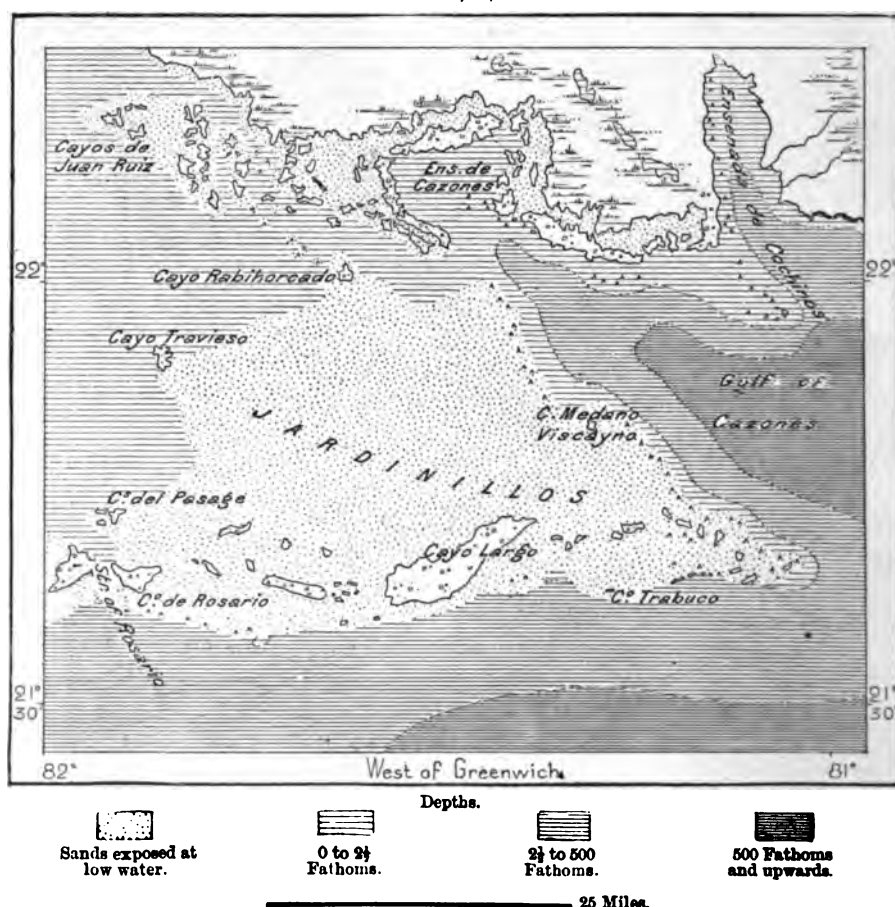 Cayos de
Juan Ruiz
Ens. de
Cazones
Ensenada de Cochinos
22°
22°
Cayo Rabihorcado
Cayo Travieso
Gulf of
Cazones
C. Medano
Viscayno
JARDINILLOS
Cº. del Pasage
Cayo Largo
Cº. de Rosario
Cº. Trabuco
Str. of Rosario
21°
30'
21°
30'
82°
West of Greenwich.
81°
Depths.
Sands exposed at
low water.
0 to 2½
Fathoms.
2½ to 500
Fathoms.
500 Fathoms
and upwards.
25 Miles.